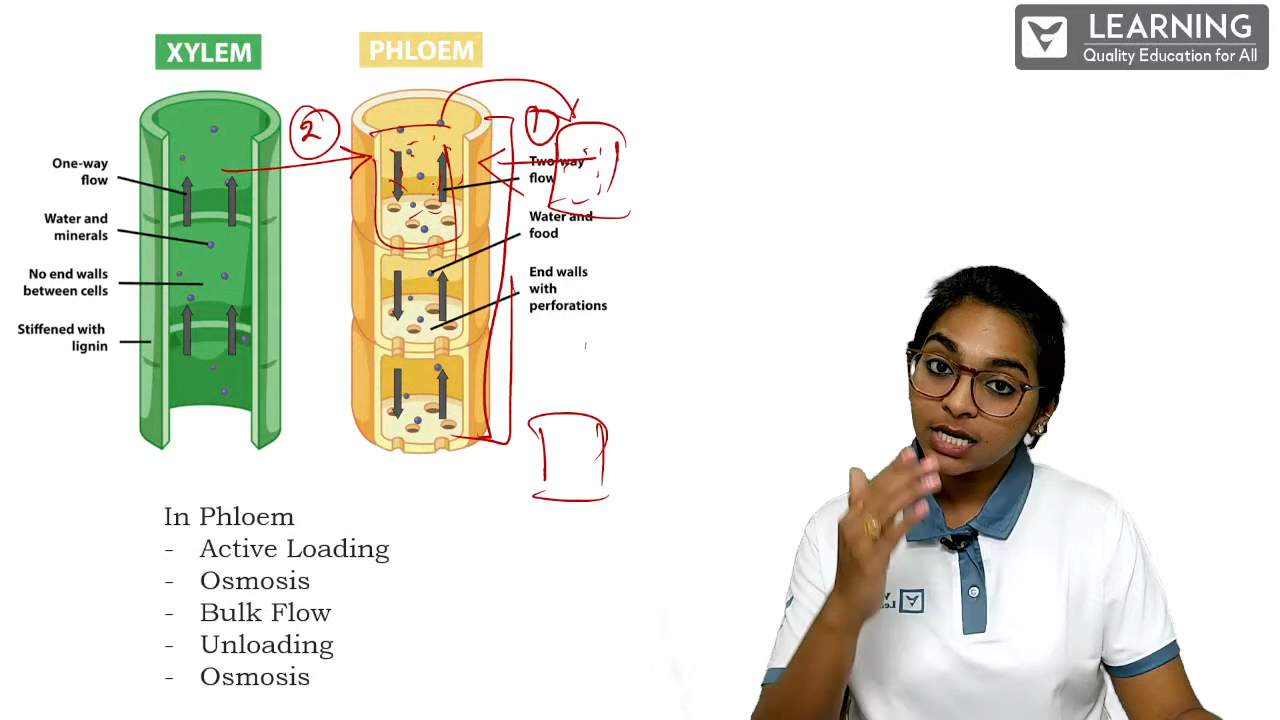 LEARNING
Quality Education for All
XYLEM
PHLOEM
2
1
One-way
flow
Water and
minerals
No end walls
between cells
Stiffened with
lignin
Two-way
flow
Water and
food
End walls
with
perforations
In Phloem
- Active Loading
- Osmosis
- Bulk Flow
- Unloading
- Osmosis